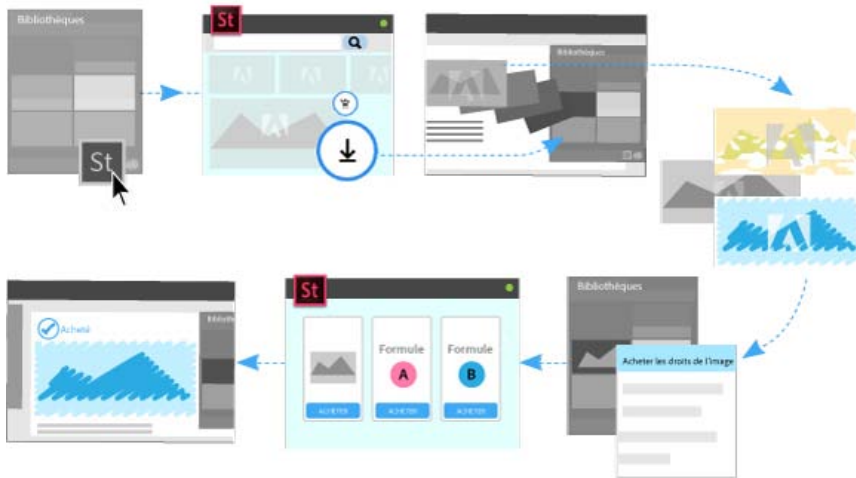 Bibliothèques
St
St
Bibliothèques
Bibliothèques
Acheter les droits de l'image
St
Formule
A
ACHETER
Formule
B
ACHETER
ACHETER
Acheté